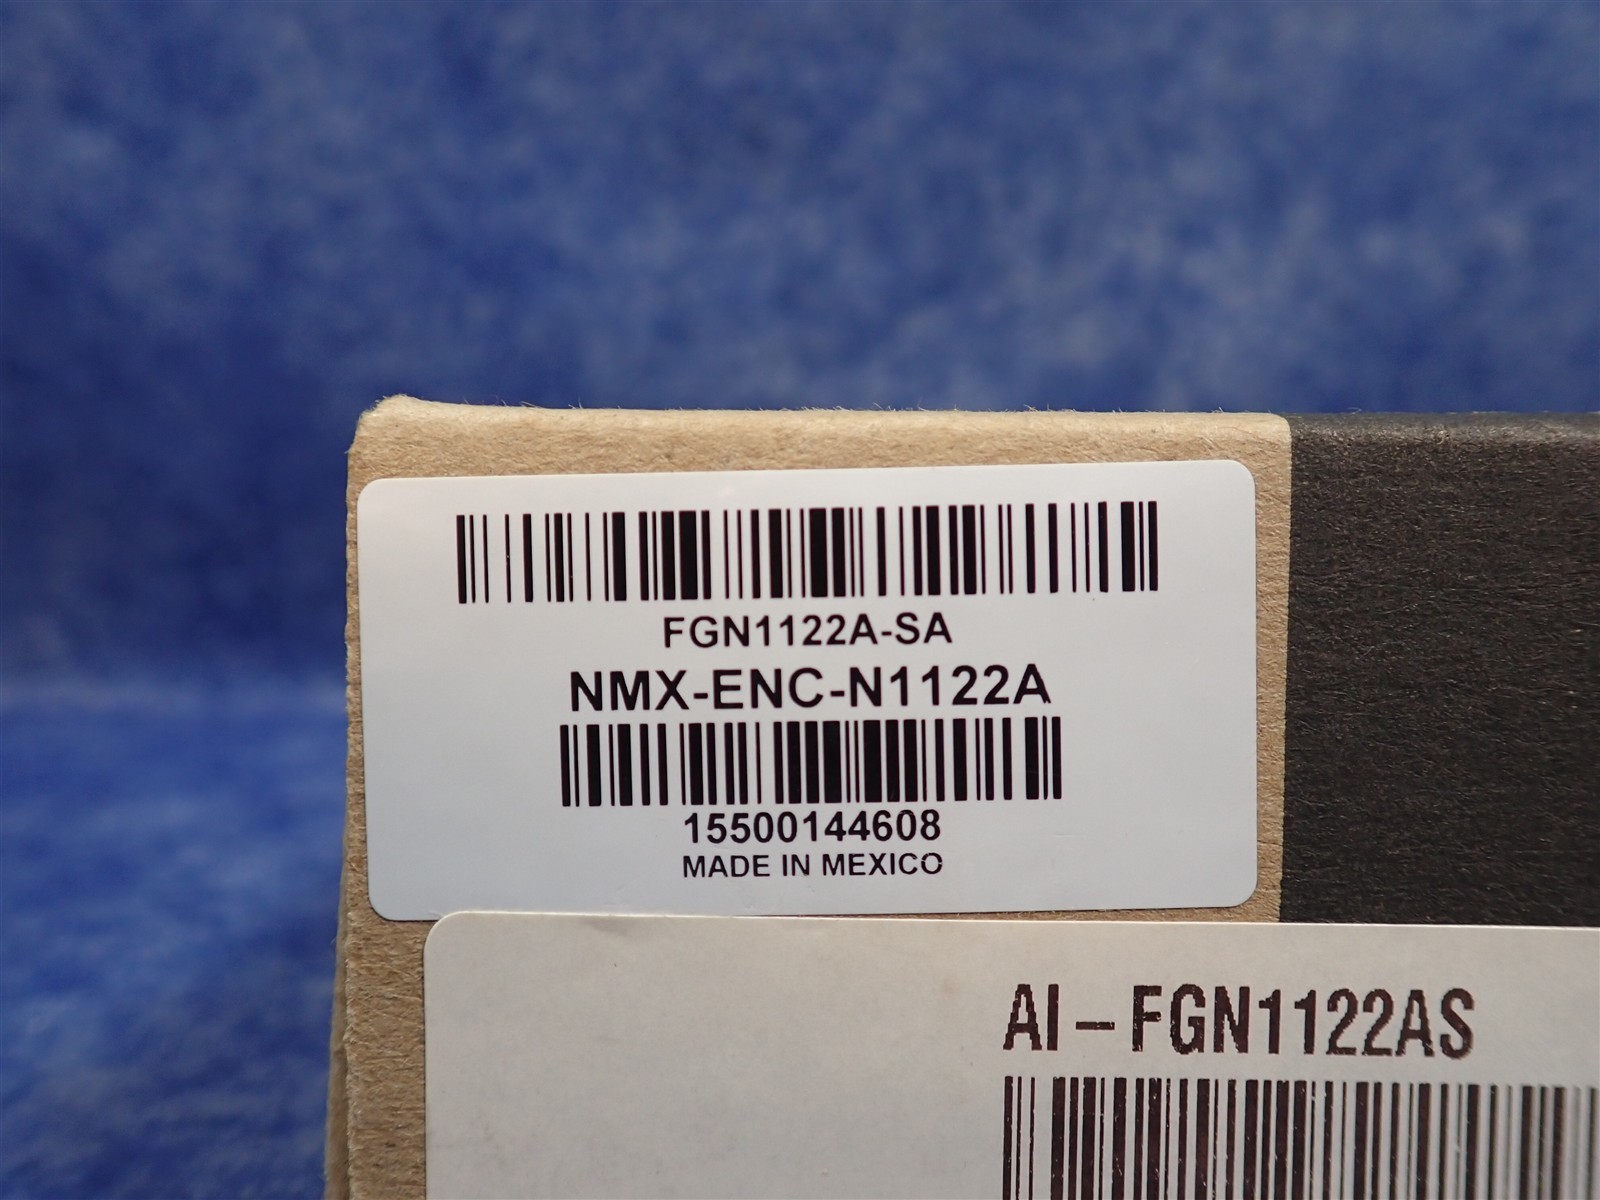 FGN1122A-SA
NMX-ENC-N1122A
15500144608
MADE IN MEXICO
AI-FGN1122AS